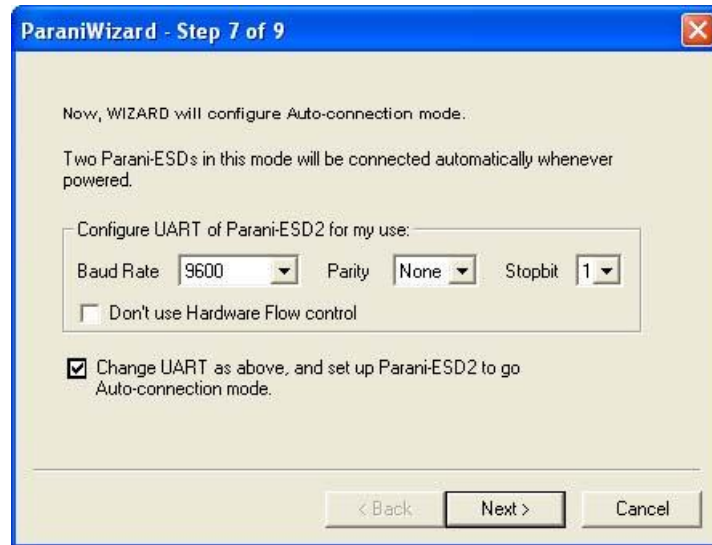 ParaniWizard - Step 7 of 9
Now, WIZARD will configure Auto-connection mode.
Two Parani-ESDs in this mode will be connected automatically whenever
powered.
Configure UART of Parani-ESD2 for my use:
Baud Rate 9600 Parity None Stopbit 1
Don't use Hardware Flow control
Change UART as above, and set up Parani-ESD2 to go
Auto-connection mode.
< Back Next > Cancel